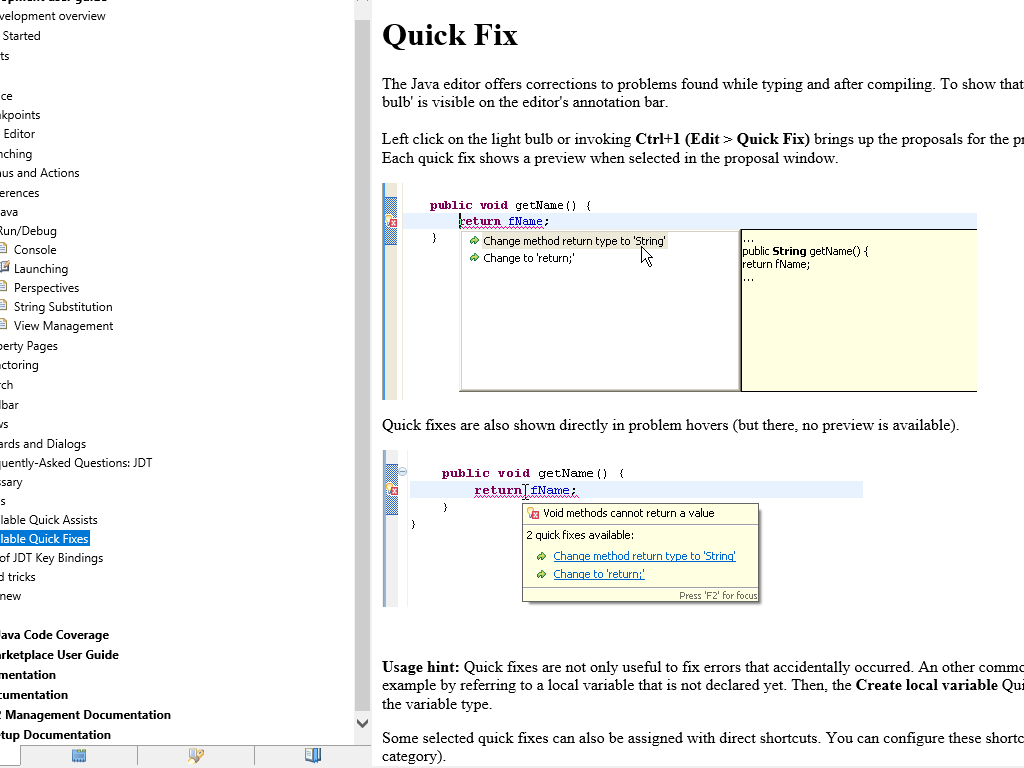 velopment overview
Started
ts
ce
kpoints
Editor
nching
nus and Actions
erences
ava
Run/Debug
Console
Launching
Perspectives
String Substitution
View Management
perty Pages
actoring
rch
lbar
ws
ards and Dialogs
quently-Asked Questions: JDT
ssary
s
lable Quick Assists
lable Quick Fixes
of JDT Key Bindings
d tricks
new
Java Code Coverage
arketplace User Guide
mentation
cumentation
2 Management Documentation
etup Documentation
Quick Fix
The Java editor offers corrections to problems found while typing and after compiling. To show that
bulb' is visible on the editor's annotation bar.
Left click on the light bulb or invoking Ctrl+1 (Edit > Quick Fix) brings up the proposals for the pr
Each quick fix shows a preview when selected in the proposal window.
public void getName() {
return fName;
}
Change method return type to 'String'
Change to 'return;'
...
public String getName() {
return fName;
...
Quick fixes are also shown directly in problem hovers (but there, no preview is available).
public void getName() {
return fName;
}
}
Void methods cannot return a value
2 quick fixes available:
Change method return type to 'String'
Change to 'return;'
Press 'F2' for focus
Usage hint: Quick fixes are not only useful to fix errors that accidentally occurred. An other commo
example by referring to a local variable that is not declared yet. Then, the Create local variable Qui
the variable type.
Some selected quick fixes can also be assigned with direct shortcuts. You can configure these shortc
category).